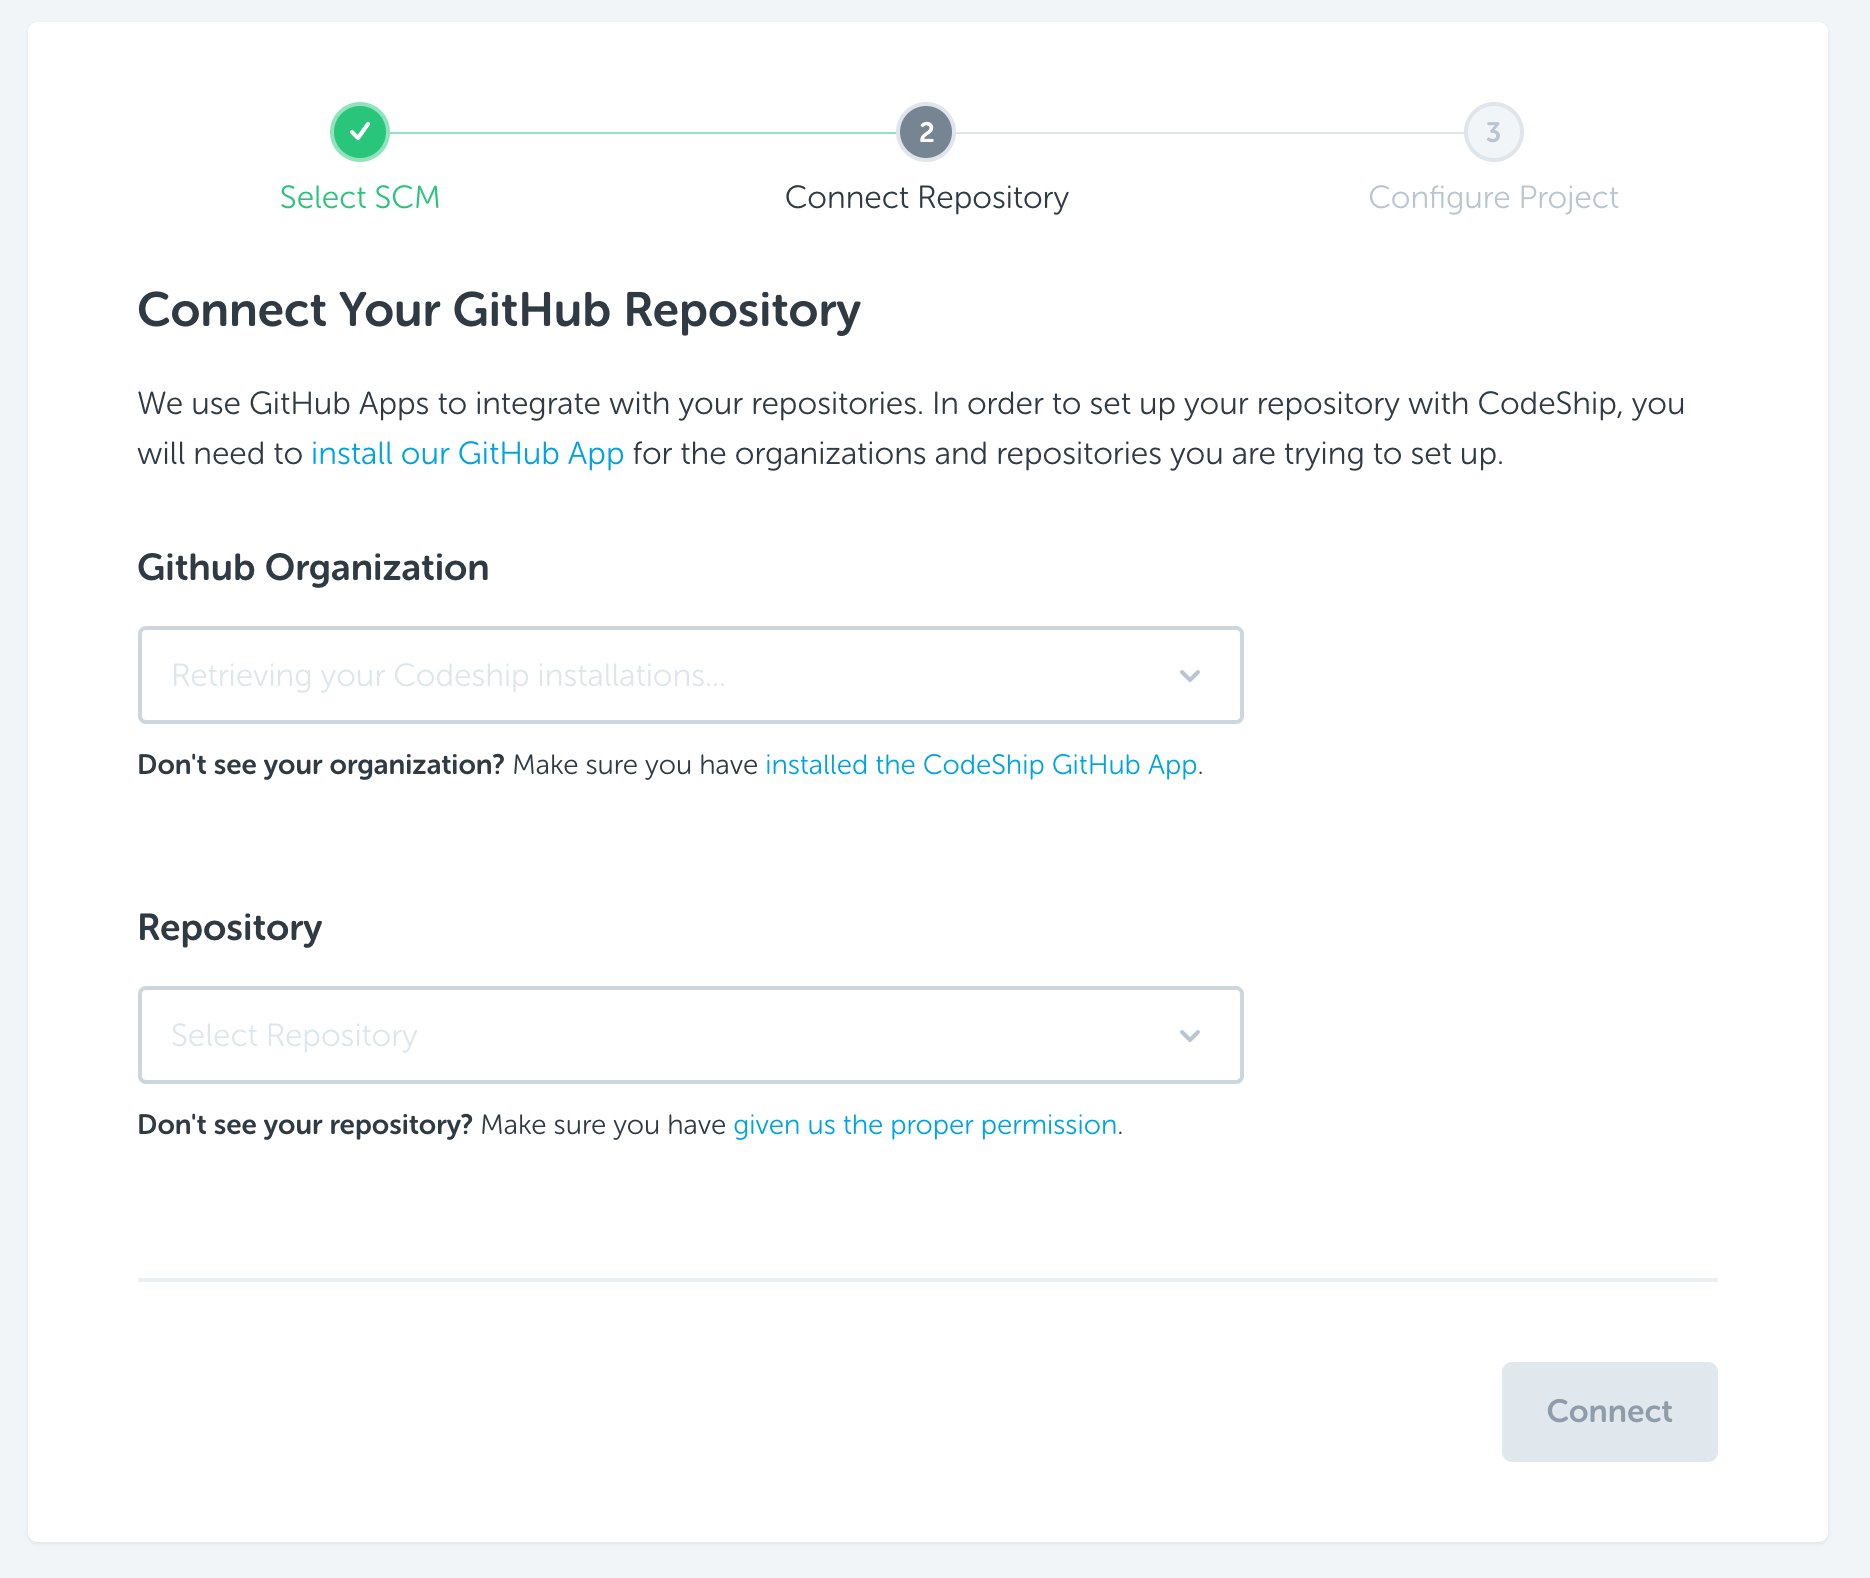 2
3
Select SCM
Connect Repository
Configure Project
Connect Your GitHub Repository
We use GitHub Apps to integrate with your repositories. In order to set up your repository with CodeShip, you
will need to install our GitHub App for the organizations and repositories you are trying to set up.
Github Organization
Retrieving your Codeship installations...
Don't see your organization? Make sure you have installed the CodeShip GitHub App.
Repository
Select Repository
Don't see your repository? Make sure you have given us the proper permission.
Connect